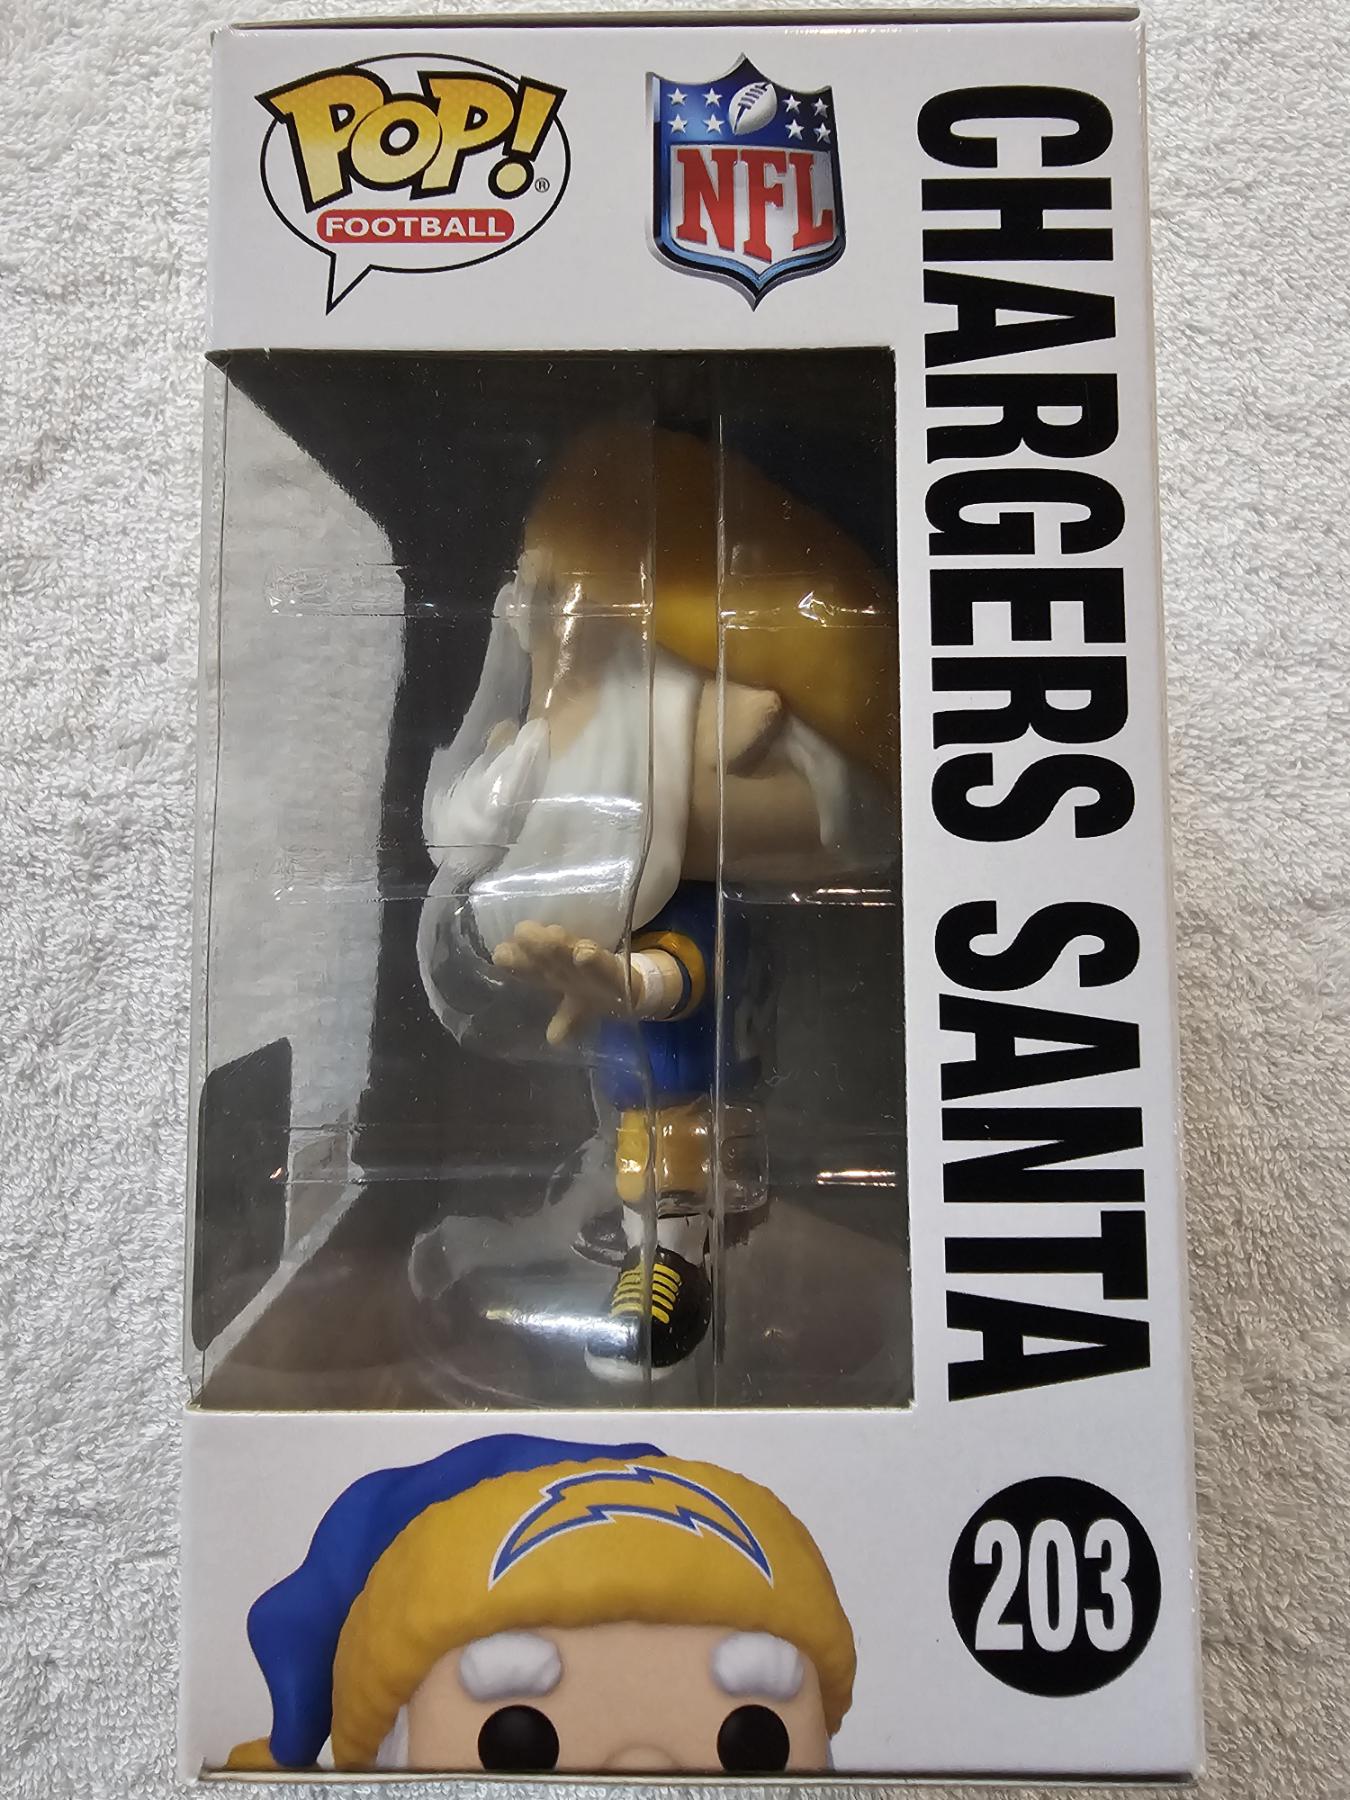 POP!
®
FOOTBALL
NFL
CHARGERS SANTA
203